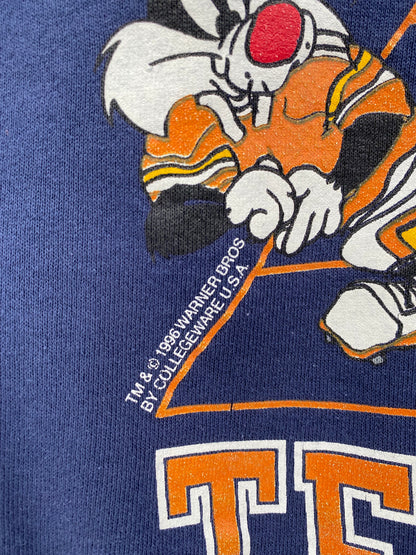 TM & © 1996 WARNER BROS
BY COLLEGEWARE U.S.A.
TE